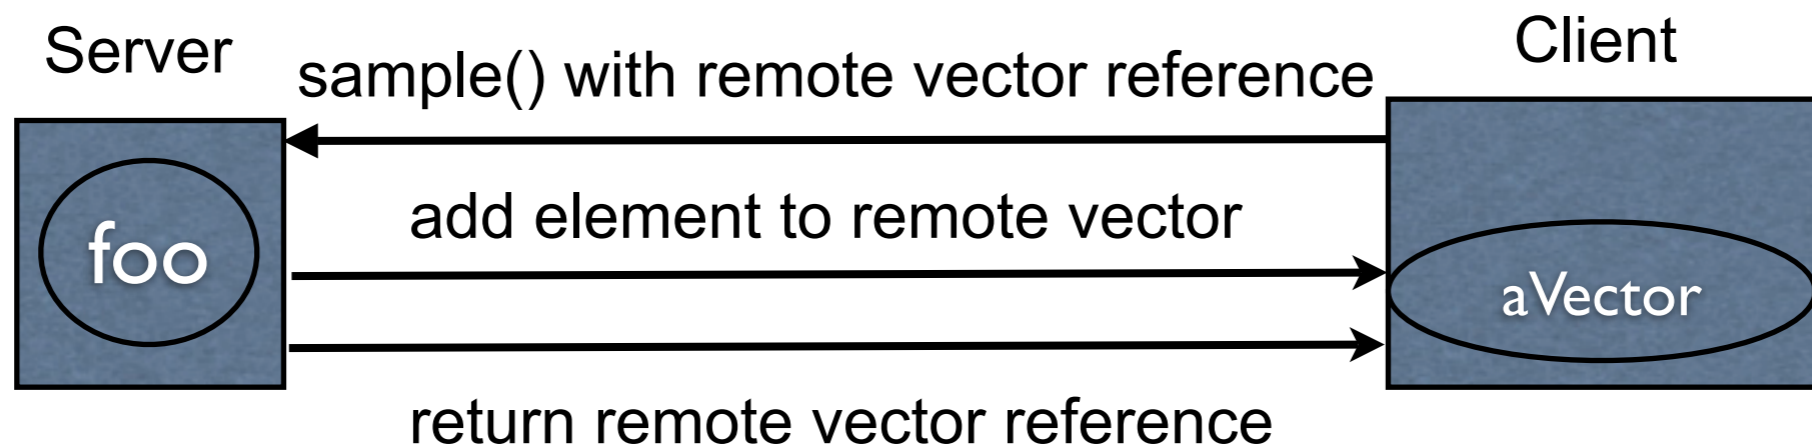 Server
Client
sample() with remote vector reference
foo
add element to remote vector
aVector
return remote vector reference